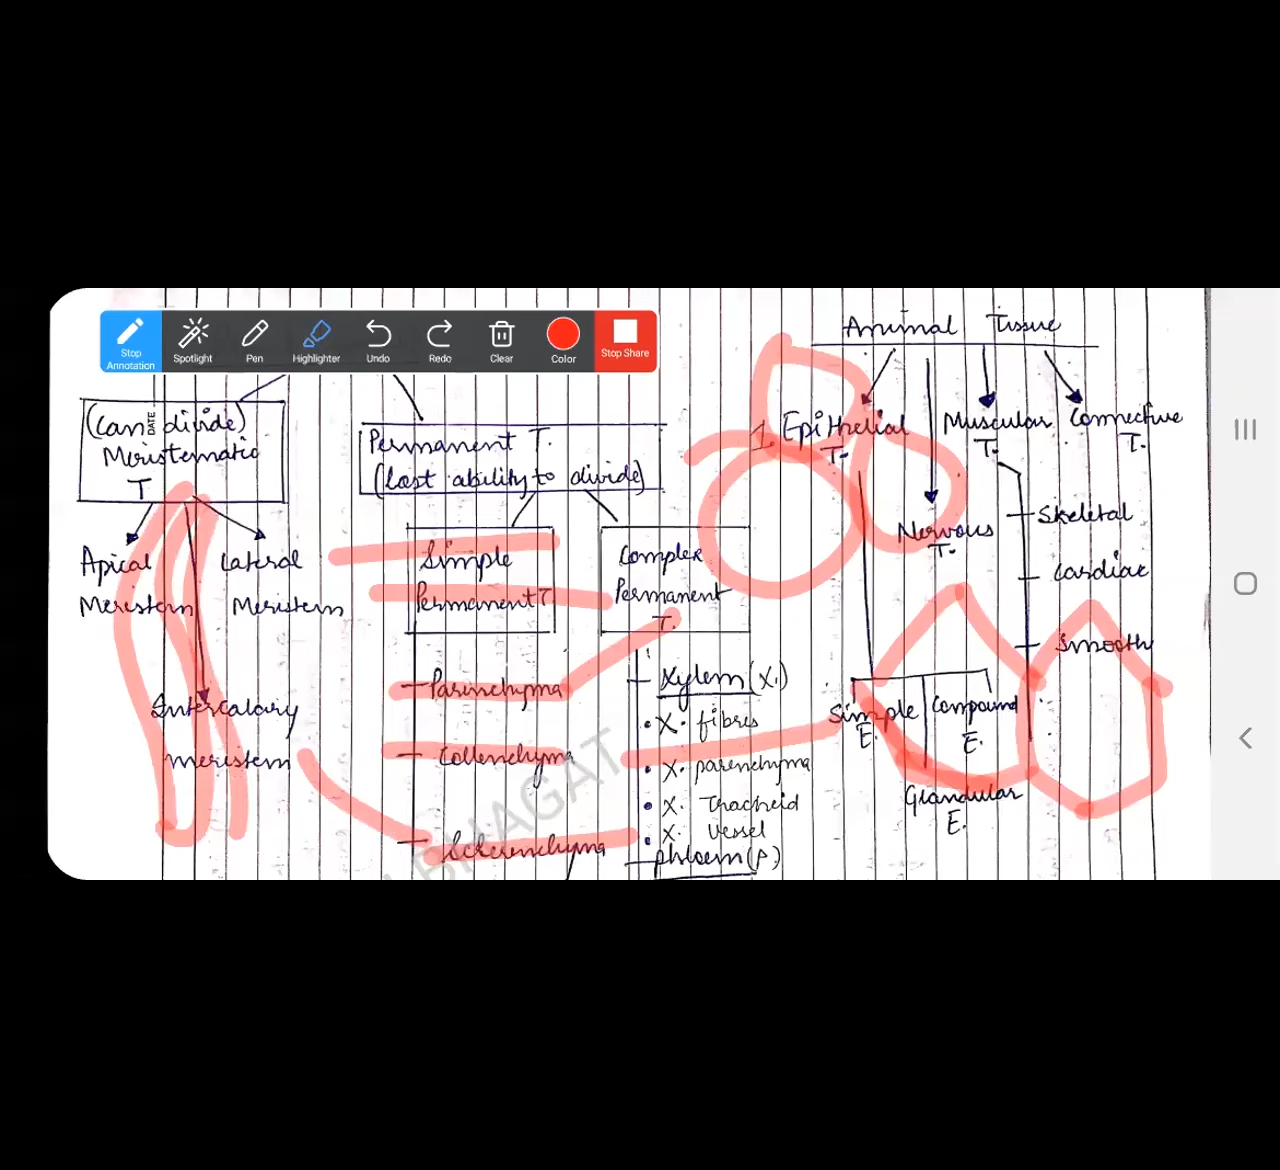 Stop
Annotation
Spotlight
Pen
Highlighter
Undo
Redo
Clear
Color
Stop Share
DATE
(Can divide)
Meristematic
T
Apical
Meristem
Lateral
Meristem
Intercalary
meristem
Permanent T.
(lost ability to divide)
Simple
Permanent T
- Parenchyma
- Collenchyma
- Sclerenchyma
Complex
Permanent
T.
- Xylem (X.)
• X. fibres
• X. parenchyma
• X. Tracheid
• X. vessel
- phloem (P)
BHAGAT
Animal Tissue
1. Epithelial
T.
Nervous
T.
Muscular
T.
Connective
T.
- Skeletal
- Cardiac
- Smooth
Simple
E.
Compound
E.
Glandular
E.